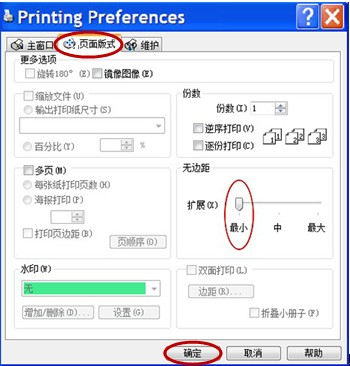 Printing Preferences
主窗口 页面版式 维护
更多选项
旋转180°(E) 镜像图像(E)
缩放文件(U)
输出打印纸尺寸(S)
百分比(Y) %
份数
份数(I) 1
逆序打印(V)
逐份打印(C)
多页(M)
每张纸打印页数(N)
海报打印(P)
打印页边距(B)
页顺序(D)
无边距
扩展(X)
最小 中 最大
水印(W)
无
增加/删除(D)... 设置(G)
双面打印(L)
边距(R)...
折叠小册子(F)
确定 取消 帮助